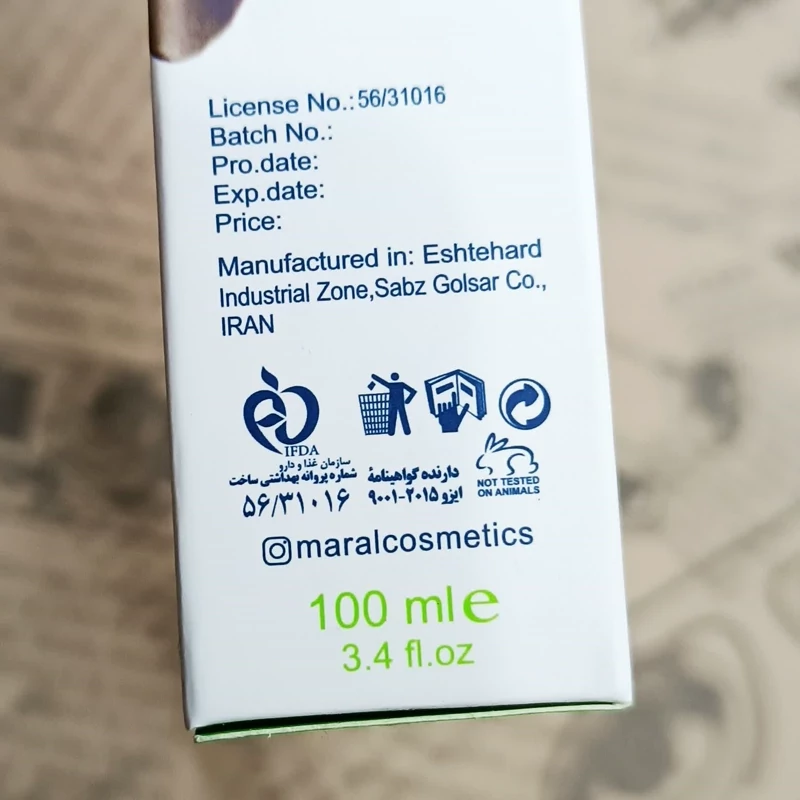 License No.:56/31016
Batch No.:
Pro.date:
Exp.date:
Price:
Manufactured in: Eshtehard
Industrial Zone,Sabz Golsar Co.,
IRAN
IFDA
سازمان غذا و دارو
شماره پروانه بهداشتی ساخت
۵۶/۳۱۰۱۶
دارنده گواهینامهٔ
ایزو ۲۰۱۵-۹۰۰۱
NOT TESTED
ON ANIMALS
maralcosmetics
100 ml e
3.4 fl.oz